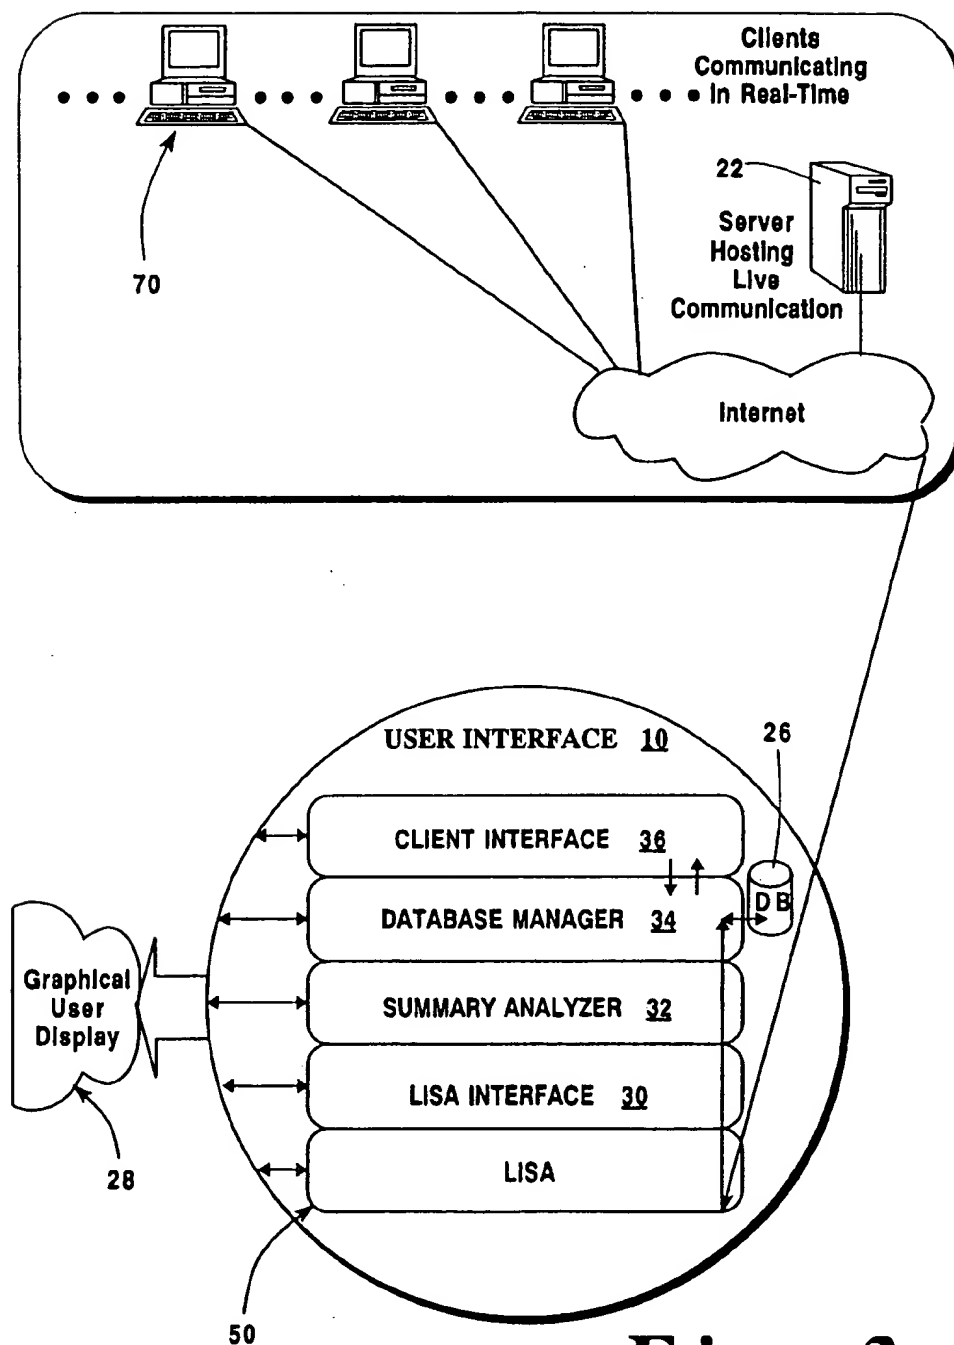 Clients
Communicating
in Real-Time
22
Server
Hosting
Live
Communication
70
Internet
USER INTERFACE 10
26
CLIENT INTERFACE 36
DATABASE MANAGER 34
DB
SUMMARY ANALYZER 32
Graphical
User
Display
LISA INTERFACE 30
LISA
28
50